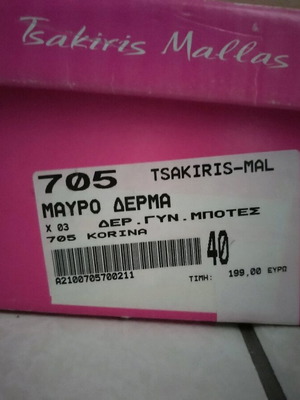 Tsakiris Mallas
705 TSAKIRIS-MAL
ΜΑΥΡΟ ΔΕΡΜΑ
X 03 ΔΕΡ.ΓΥΝ.ΜΠΟΤΕΣ
705 KORINA
40
A2100705700211 ΤΙΜΗ: 199,00 ΕΥΡΩ